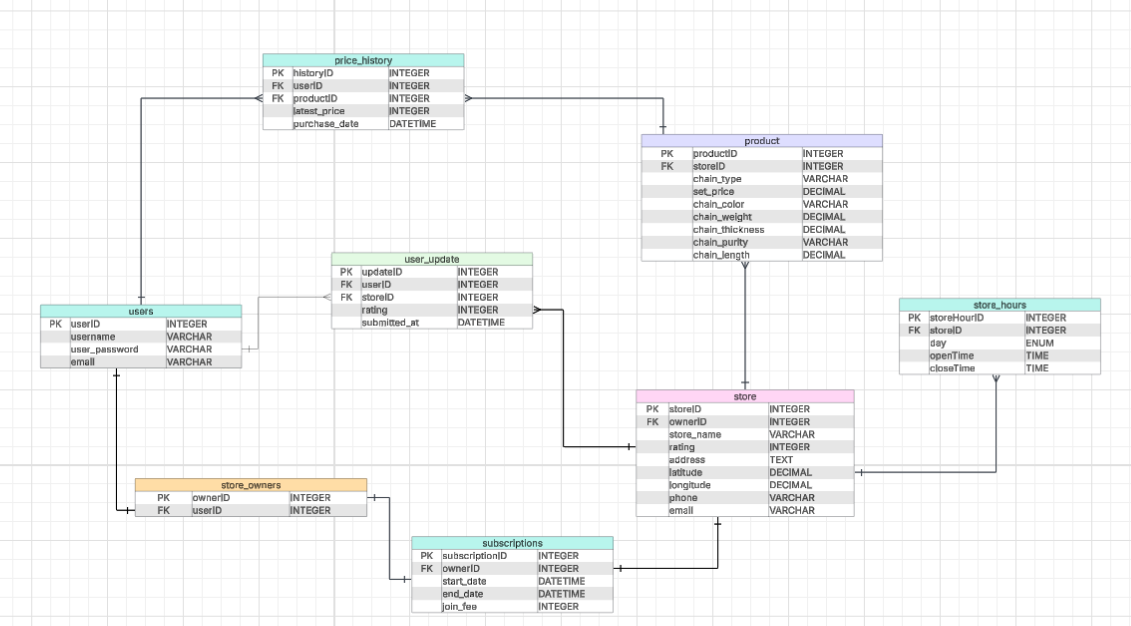 price_history
PK historyID INTEGER
FK userID INTEGER
FK productID INTEGER
latest_price INTEGER
purchase_date DATETIME
product
PK productID INTEGER
FK storeID INTEGER
chain_type VARCHAR
set_price DECIMAL
chain_color VARCHAR
chain_weight DECIMAL
chain_thickness DECIMAL
chain_purity VARCHAR
chain_length DECIMAL
user_update
PK updateID INTEGER
FK userID INTEGER
FK storeID INTEGER
rating INTEGER
submitted_at DATETIME
users
PK userID INTEGER
username VARCHAR
user_password VARCHAR
email VARCHAR
store_hours
PK storeHourID INTEGER
FK storeID INTEGER
day ENUM
openTime TIME
closeTime TIME
store
PK storeID INTEGER
FK ownerID INTEGER
store_name VARCHAR
rating INTEGER
address TEXT
latitude DECIMAL
longitude DECIMAL
phone VARCHAR
email VARCHAR
store_owners
PK ownerID INTEGER
FK userID INTEGER
subscriptions
PK subscriptionID INTEGER
FK ownerID INTEGER
start_date DATETIME
end_date DATETIME
join_fee INTEGER